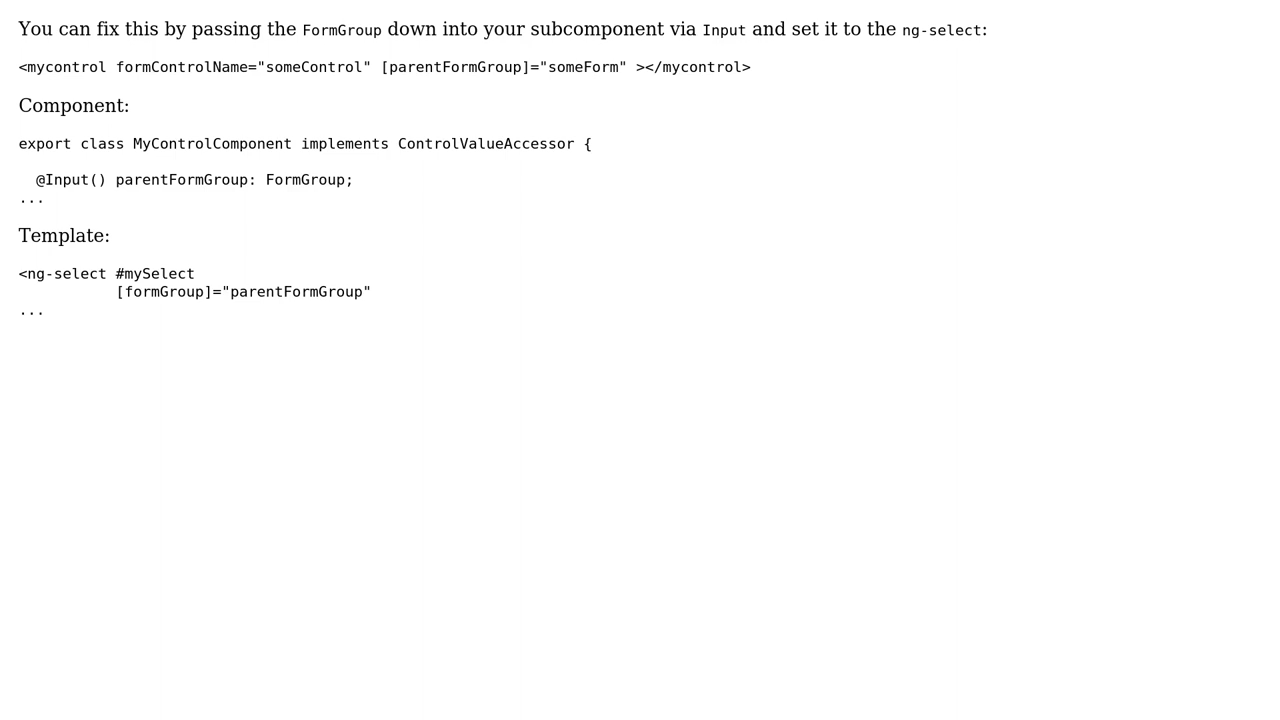 You can fix this by passing the FormGroup down into your subcomponent via Input and set it to the ng-select:
<mycontrol formControlName="someControl" [parentFormGroup]="someForm" ></mycontrol>
Component:
export class MyControlComponent implements ControlValueAccessor {
  @Input() parentFormGroup: FormGroup;
...
Template:
<ng-select #mySelect
           [formGroup]="parentFormGroup"
...